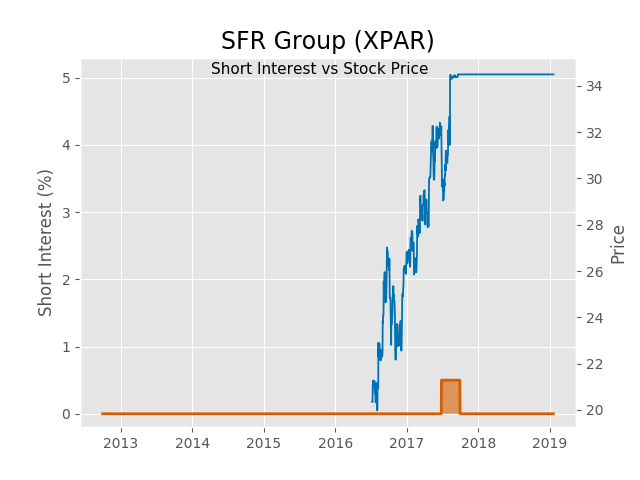 SFR Group (XPAR)
Short Interest vs Stock Price
Short Interest (%)
5
4
3
2
1
0
34
32
30
28
26
24
22
20
Price
2013 2014 2015 2016 2017 2018 2019